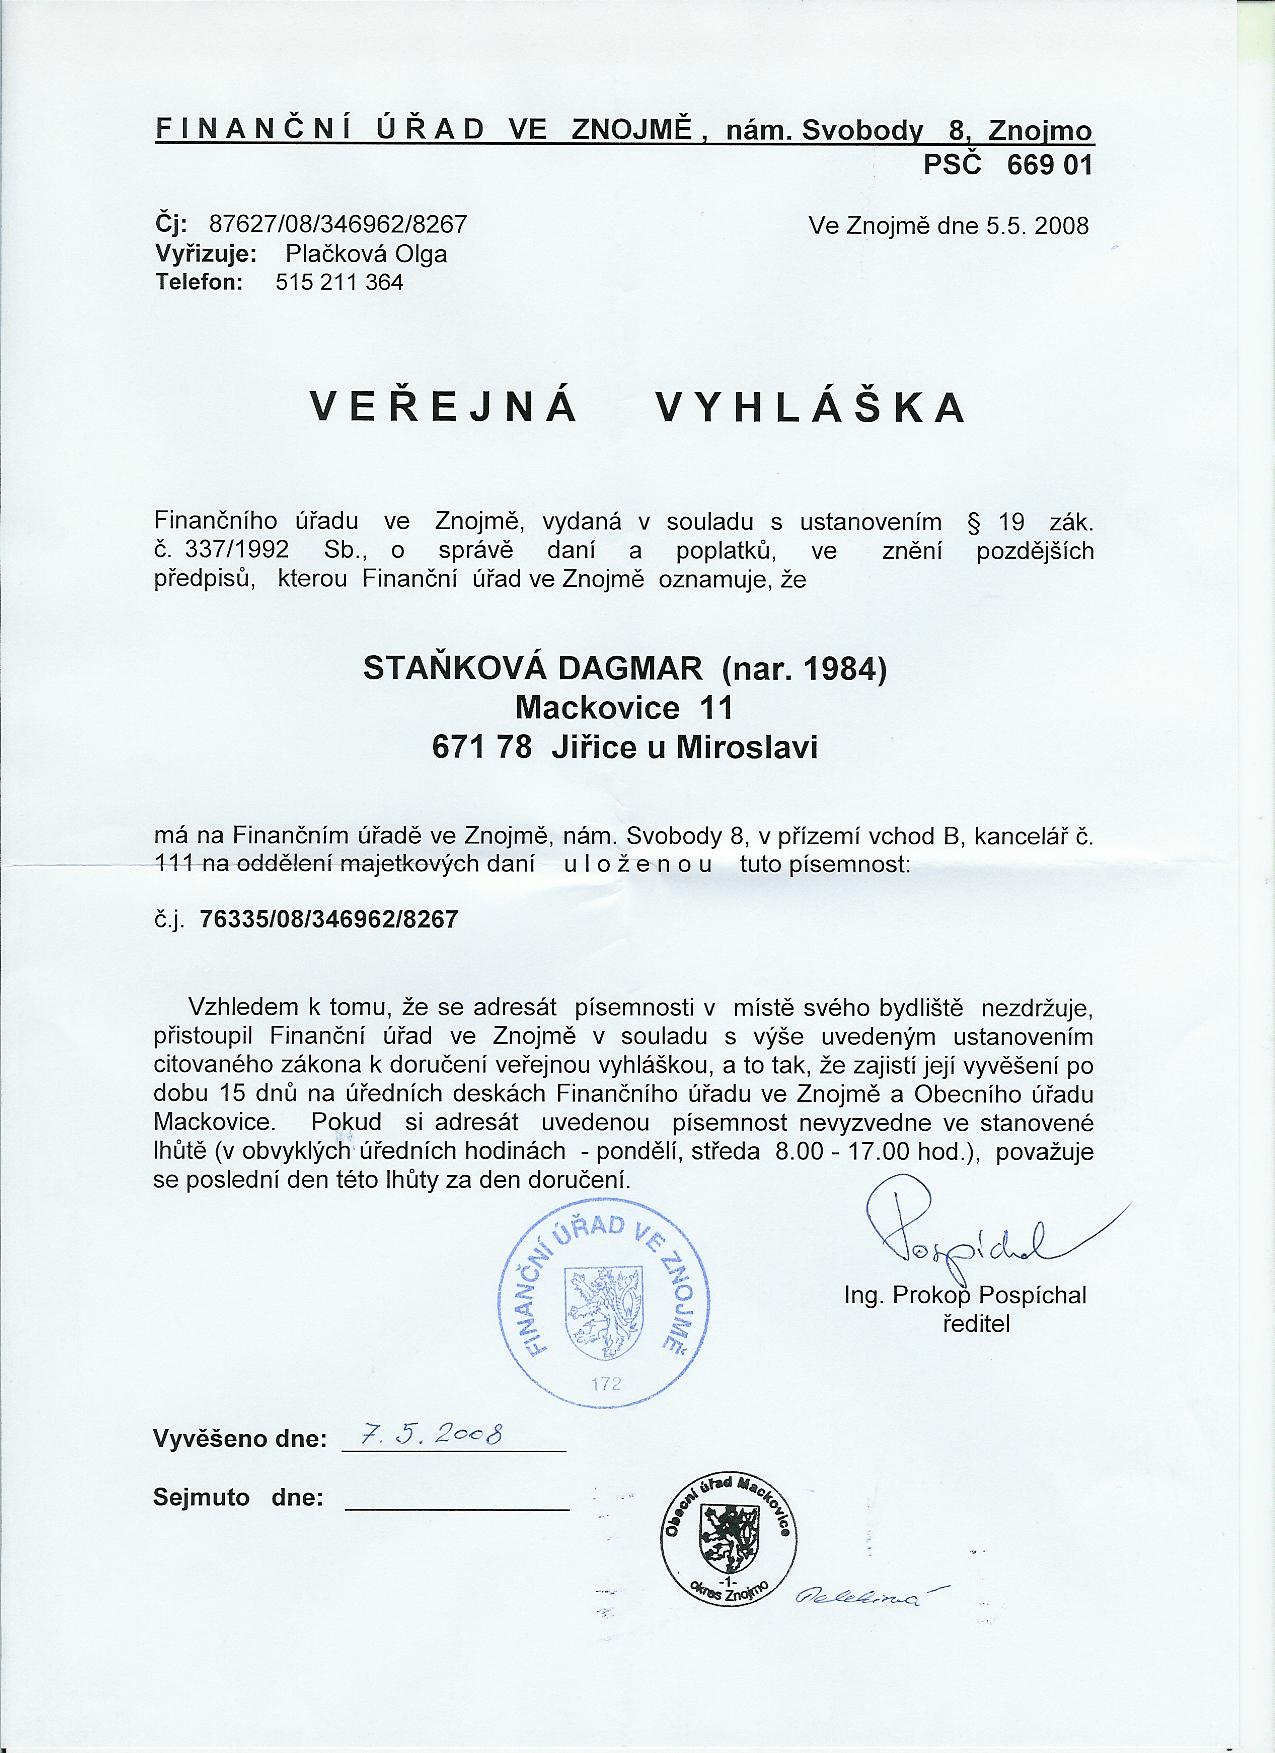 FINANČNÍ ÚŘAD VE ZNOJMĚ, nám. Svobody 8, Znojmo
PSČ 669 01
Čj: 87627/08/346962/8267
Ve Znojmě dne 5.5. 2008
Vyřizuje: Plačková Olga
Telefon: 515 211 364
VEŘEJNÁ VYHLÁŠKA
Finančního úřadu ve Znojmě, vydaná v souladu s ustanovením § 19 zák.
č. 337/1992 Sb., o správě daní a poplatků, ve znění pozdějších
předpisů, kterou Finanční úřad ve Znojmě oznamuje, že
STAŇKOVÁ DAGMAR (nar. 1984)
Mackovice 11
671 78 Jiřice u Miroslavi
má na Finančním úřadě ve Znojmě, nám. Svobody 8, v přízemí vchod B, kancelář č.
111 na oddělení majetkových daní uloženou tuto písemnost:
č.j. 76335/08/346962/8267
Vzhledem k tomu, že se adresát písemnosti v místě svého bydliště nezdržuje,
přistoupil Finanční úřad ve Znojmě v souladu s výše uvedeným ustanovením
citovaného zákona k doručení veřejnou vyhláškou, a to tak, že zajistí její vyvěšení po
dobu 15 dnů na úředních deskách Finančního úřadu ve Znojmě a Obecního úřadu
Mackovice. Pokud si adresát uvedenou písemnost nevyzvedne ve stanovené
lhůtě (v obvyklých úředních hodinách - pondělí, středa 8.00 - 17.00 hod.), považuje
se poslední den této lhůty za den doručení.
FINANČNÍ ÚŘAD VE ZNOJMĚ
172
Pospíchal
Ing. Prokop Pospíchal
ředitel
Vyvěšeno dne: 7.5.2008
Sejmuto dne:
Obecní úřad Mackovice
-1-
okres Znojmo